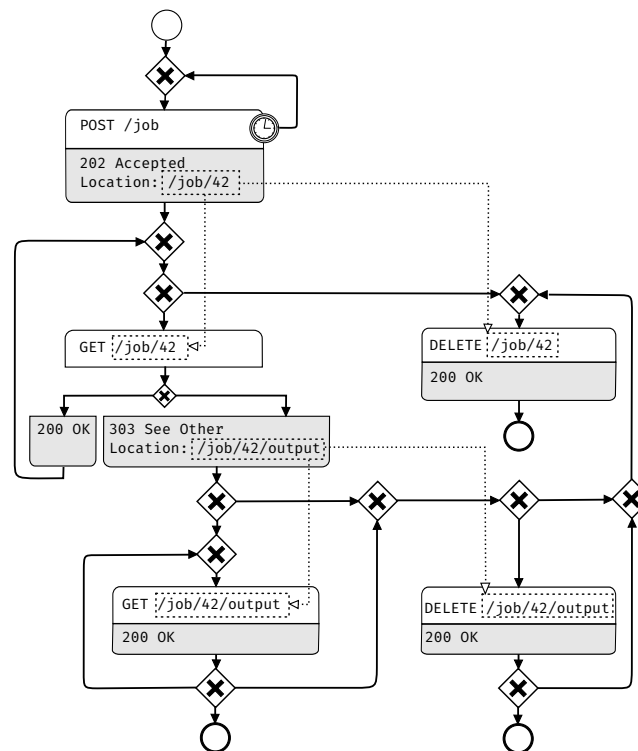 POST /job
202 Accepted
Location: /job/42
GET /job/42
DELETE /job/42
200 OK
200 OK
303 See Other
Location: /job/42/output
GET /job/42/output
200 OK
DELETE /job/42/output
200 OK